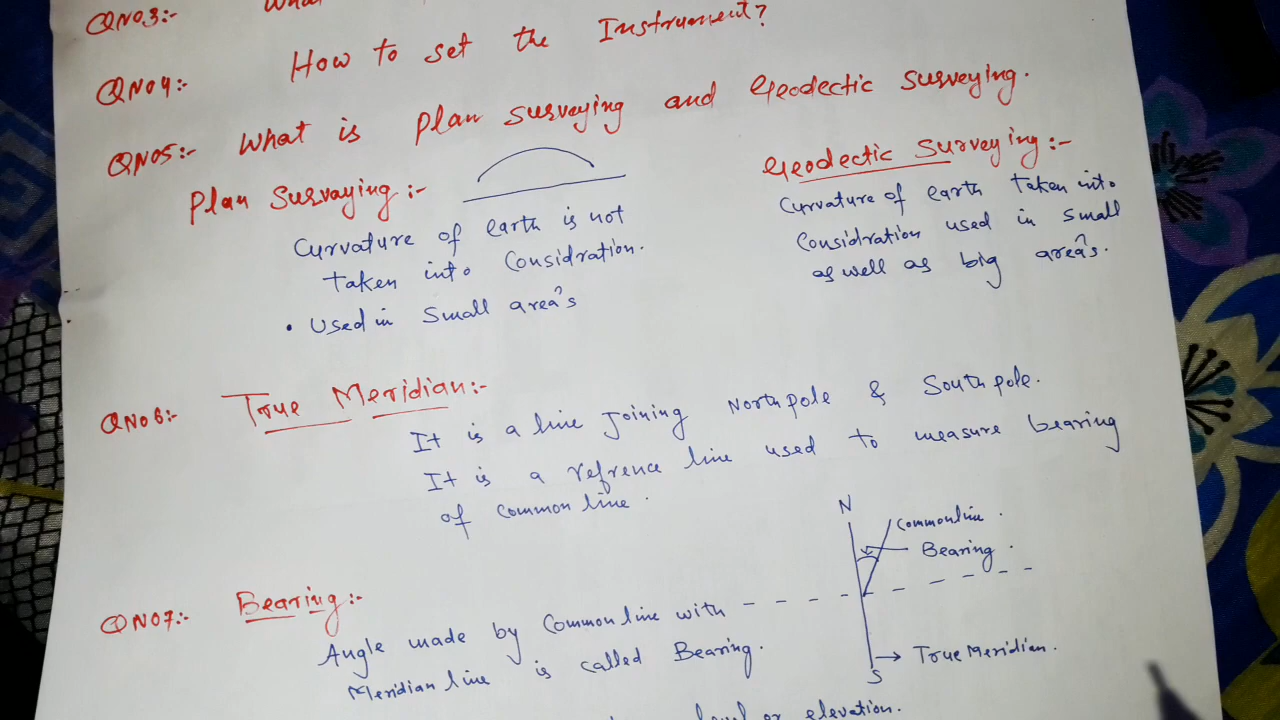 QNO3:- What
QNO4:- How to set the Instrument?
QNO5:- What is plan surveying and Geodectic surveying.
Plan Survaying:-
Curvature of earth is not
taken into Considration.
• Used in Small area's
Geodectic Surveying:-
Curvature of earth taken into
Considration used in small
as well as big area's.
QNO6:- True Meridian:-
It is a line Joining North pole & South pole.
It is a refrence line used to measure bearing
of common line.
N
Common line.
Bearing.
True Meridian.
S
QNO7:- Bearing:-
Angle made by Common line with
Meridian line is called Bearing.
level or elevation.